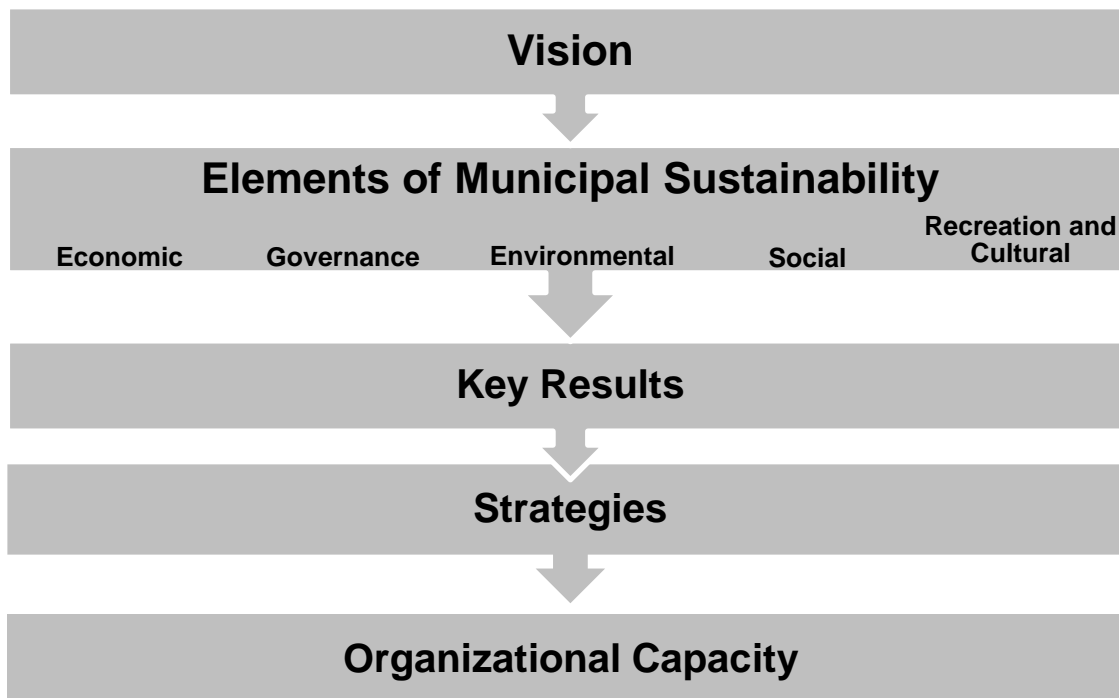 Vision
Elements of Municipal Sustainability
Economic Governance Environmental Social Recreation and
Cultural
Key Results
Strategies
Organizational Capacity